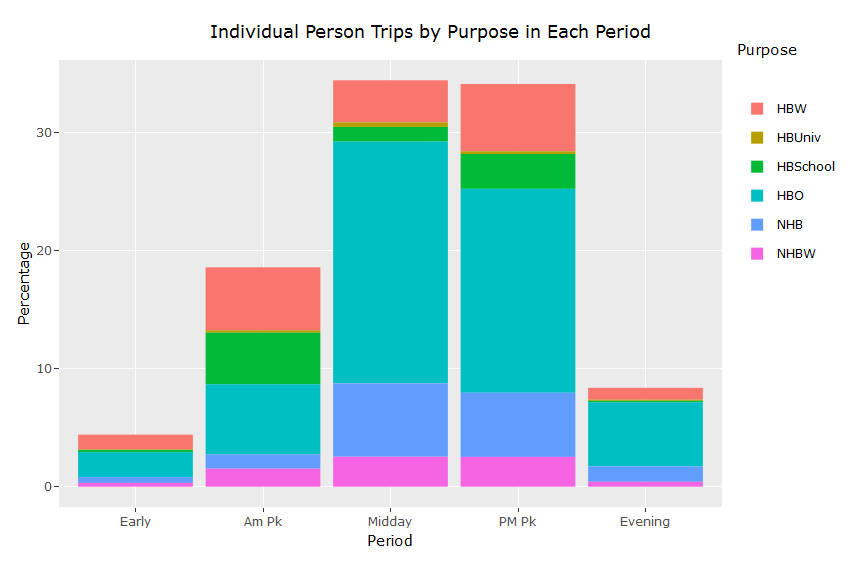 Individual Person Trips by Purpose in Each Period
Purpose
HBW
HBUniv
HBSchool
HBO
NHB
NHBW
Percentage
30
20
10
0
Early
Am Pk
Midday
PM Pk
Evening
Period